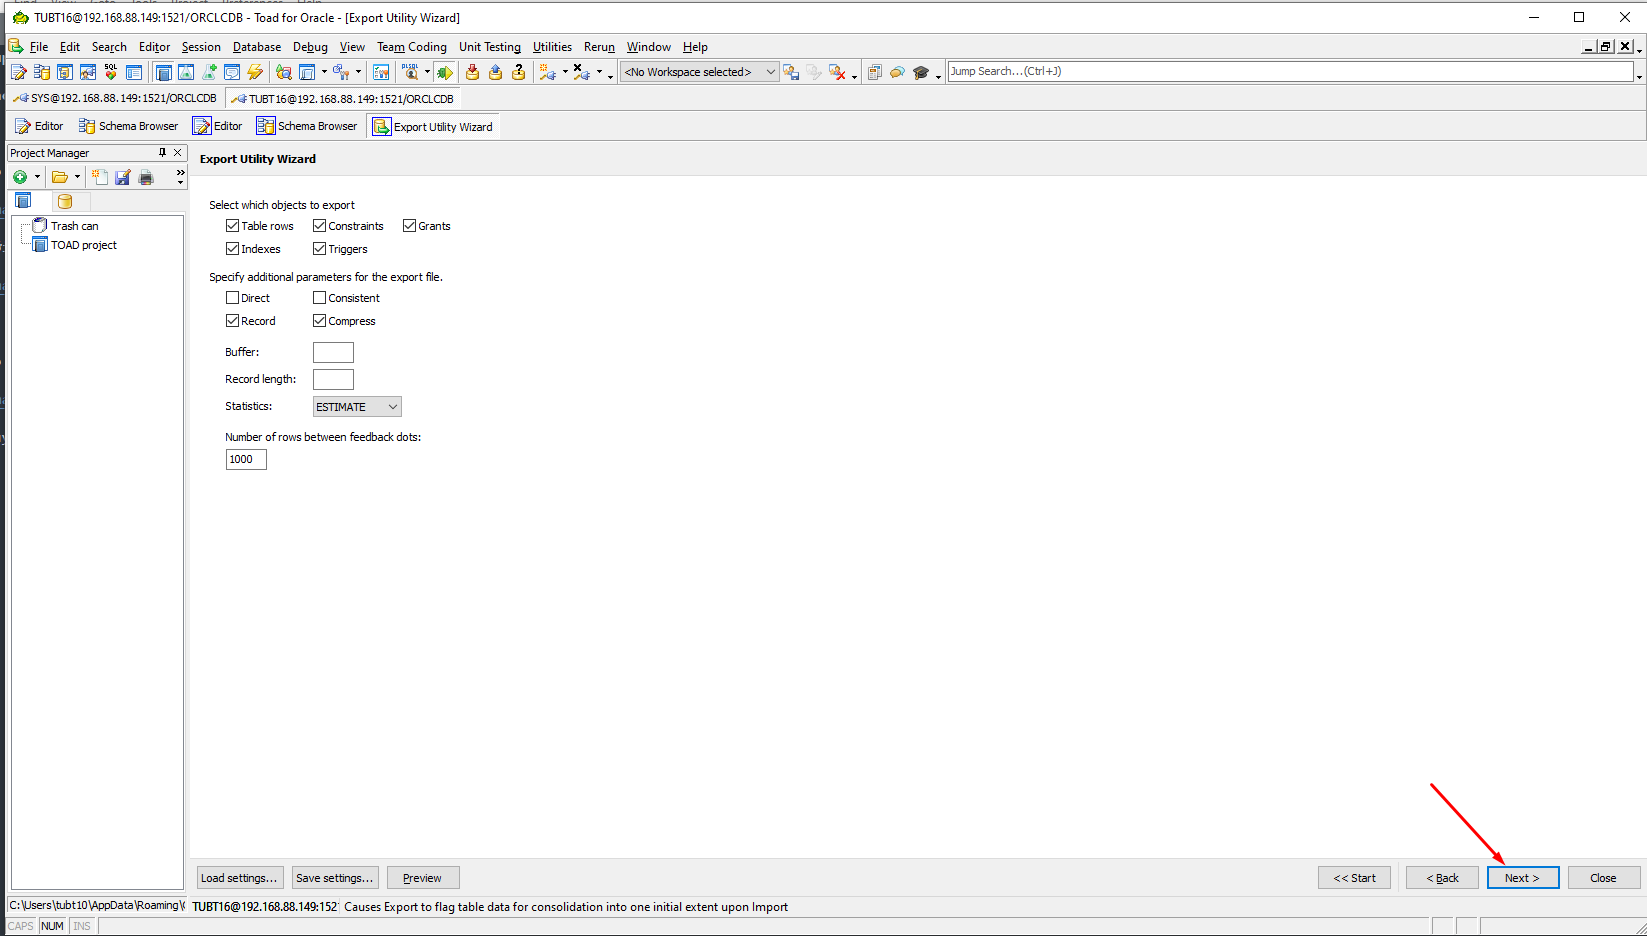 TUBT16@192.168.88.149:1521/ORCLCDB - Toad for Oracle - [Export Utility Wizard]
File Edit Search Editor Session Database Debug View Team Coding Unit Testing Utilities Rerun Window Help
SQL
PLSQL
<No Workspace selected>
Jump Search...(Ctrl+J)
SYS@192.168.88.149:1521/ORCLCDB TUBT16@192.168.88.149:1521/ORCLCDB
Editor Schema Browser Editor Schema Browser Export Utility Wizard
Project Manager
Trash can
TOAD project
Export Utility Wizard
Select which objects to export
Table rows Constraints Grants
Indexes Triggers
Specify additional parameters for the export file.
Direct Consistent
Record Compress
Buffer:
Record length:
Statistics: ESTIMATE
Number of rows between feedback dots:
1000
Load settings... Save settings... Preview << Start < Back Next > Close
C:\Users\tubt10\AppData\Roaming\ TUBT16@192.168.88.149:152 Causes Export to flag table data for consolidation into one initial extent upon Import
CAPS NUM INS